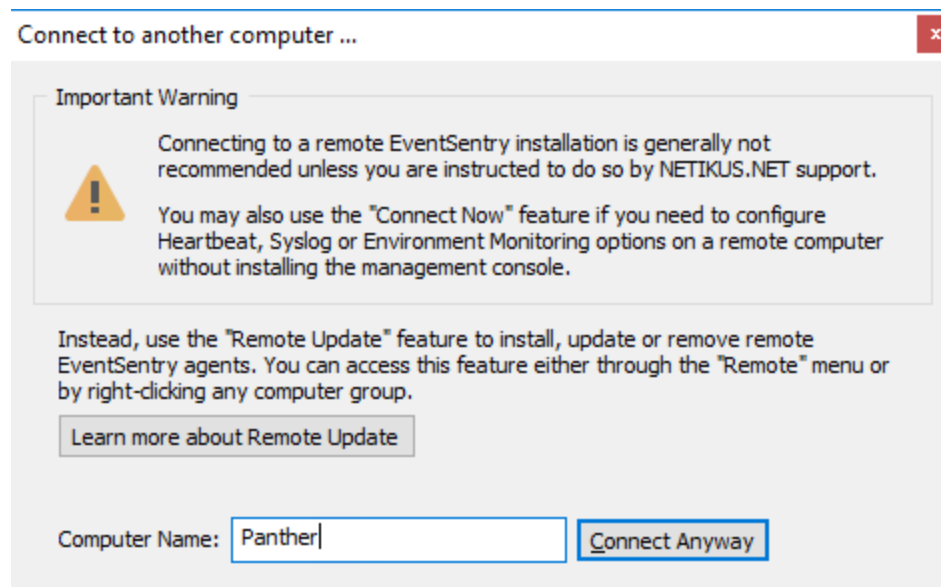 Connect to another computer ...
x
Important Warning
Connecting to a remote EventSentry installation is generally not
recommended unless you are instructed to do so by NETIKUS.NET support.
You may also use the "Connect Now" feature if you need to configure
Heartbeat, Syslog or Environment Monitoring options on a remote computer
without installing the management console.
Instead, use the "Remote Update" feature to install, update or remove remote
EventSentry agents. You can access this feature either through the "Remote" menu or
by right-clicking any computer group.
Learn more about Remote Update
Computer Name: Panther Connect Anyway